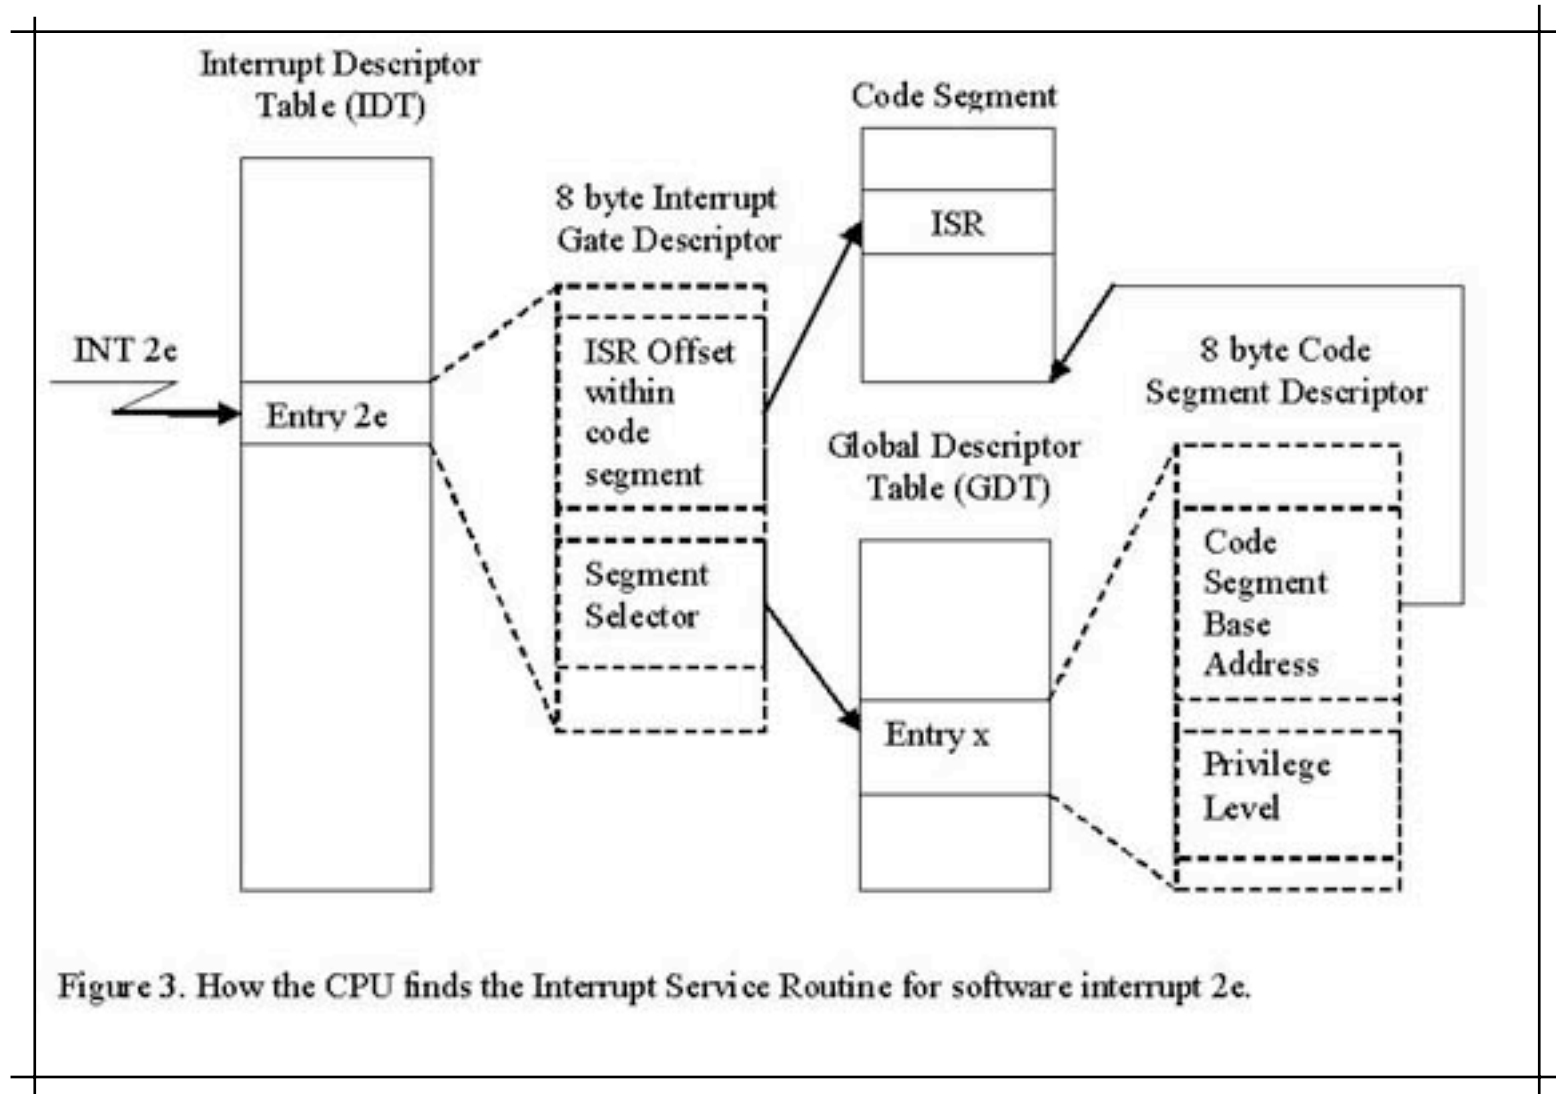 Interrupt Descriptor
Table (IDT)
INT 2e
Entry 2e
8 byte Interrupt
Gate Descriptor
ISR Offset
within
code
segment
Segment
Selector
Code Segment
ISR
Global Descriptor
Table (GDT)
Entry x
8 byte Code
Segment Descriptor
Code
Segment
Base
Address
Privilege
Level
Figure 3. How the CPU finds the Interrupt Service Routine for software interrupt 2e.